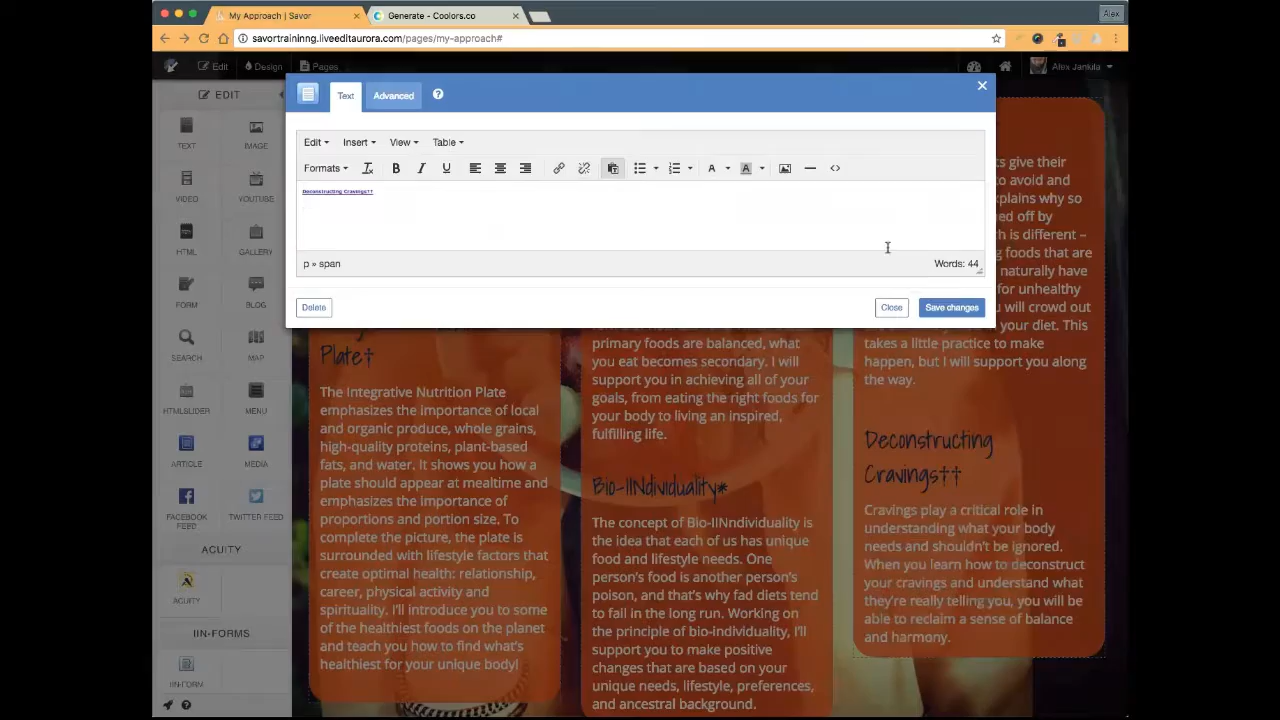 My Approach | Savor
Generate - Coolors.co
Alex
savortraininng.liveeditaurora.com/pages/my-approach#
Edit
Design
Pages
Alex Jankila
EDIT
TEXT
IMAGE
VIDEO
YOUTUBE
HTML
GALLERY
FORM
BLOG
SEARCH
MAP
HTMLSLIDER
MENU
ARTICLE
MEDIA
FACEBOOK
FEED
TWITTER FEED
ACUITY
ACUITY
IIN-FORMS
IIN-FORM
Text
Advanced
Edit
Insert
View
Table
Formats
Deconstructing Cravings††
p » span
Words: 44
Delete
Close
Save changes
Plate†
The Integrative Nutrition Plate
emphasizes the importance of local
and organic produce, whole grains,
high-quality proteins, plant-based
fats, and water. It shows you how a
plate should appear at mealtime and
emphasizes the importance of
proportions and portion size. To
complete the picture, the plate is
surrounded with lifestyle factors that
create optimal health: relationship,
career, physical activity and
spirituality. I'll introduce you to some
of the healthiest foods on the planet
and teach you how to find what's
healthiest for your unique body!
primary foods are balanced, what
you eat becomes secondary. I will
support you in achieving all of your
goals, from eating the right foods for
your body to living an inspired,
fulfilling life.
Bio-IINdividuality*
The concept of Bio-IINndividuality is
the idea that each of us has unique
food and lifestyle needs. One
person's food is another person's
poison, and that's why fad diets tend
to fail in the long run. Working on
the principle of bio-individuality, I'll
support you to make positive
changes that are based on your
unique needs, lifestyle, preferences,
and ancestral background.
ts give their
to avoid and
xplains why so
ned off by
h is different –
g foods that are
naturally have
for unhealthy
u will crowd out
your diet. This
takes a little practice to make
happen, but I will support you along
the way.
Deconstructing
Cravings††
Cravings play a critical role in
understanding what your body
needs and shouldn't be ignored.
When you learn how to deconstruct
your cravings and understand what
they're really telling you, you will be
able to reclaim a sense of balance
and harmony.